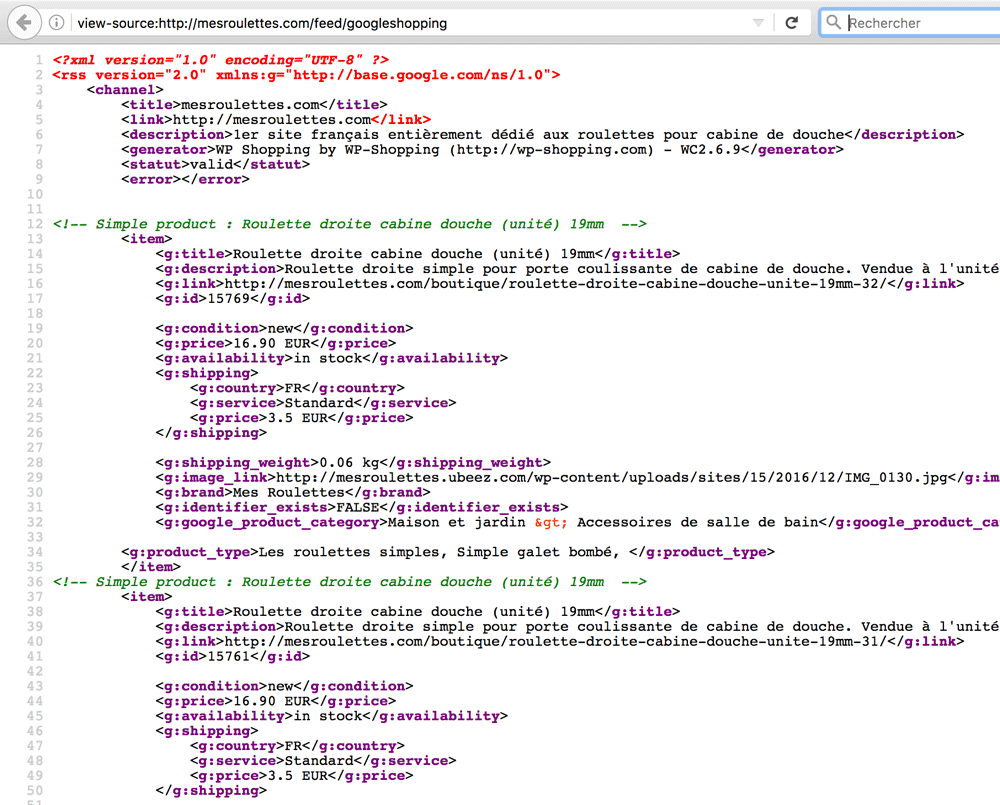 view-source:http://mesroulettes.com/feed/googleshopping Rechercher
1 <?xml version="1.0" encoding="UTF-8" ?>
2 <rss version="2.0" xmlns:g="http://base.google.com/ns/1.0">
3 <channel>
4 <title>mesroulettes.com</title>
5 <link>http://mesroulettes.com</link>
6 <description>1er site français entièrement dédié aux roulettes pour cabine de douche</description>
7 <generator>WP Shopping by WP-Shopping (http://wp-shopping.com) - WC2.6.9</generator>
8 <statut>valid</statut>
9 <error></error>
10
11
12 <!-- Simple product : Roulette droite cabine douche (unité) 19mm -->
13 <item>
14 <g:title>Roulette droite cabine douche (unité) 19mm</g:title>
15 <g:description>Roulette droite simple pour porte coulissante de cabine de douche. Vendue à l'unité
16 <g:link>http://mesroulettes.com/boutique/roulette-droite-cabine-douche-unite-19mm-32/</g:link>
17 <g:id>15769</g:id>
18
19 <g:condition>new</g:condition>
20 <g:price>16.90 EUR</g:price>
21 <g:availability>in stock</g:availability>
22 <g:shipping>
23 <g:country>FR</g:country>
24 <g:service>Standard</g:service>
25 <g:price>3.5 EUR</g:price>
26 </g:shipping>
27
28 <g:shipping_weight>0.06 kg</g:shipping_weight>
29 <g:image_link>http://mesroulettes.ubeez.com/wp-content/uploads/sites/15/2016/12/IMG_0130.jpg</g:im
30 <g:brand>Mes Roulettes</g:brand>
31 <g:identifier_exists>FALSE</g:identifier_exists>
32 <g:google_product_category>Maison et jardin &gt; Accessoires de salle de bain</g:google_product_ca
33
34 <g:product_type>Les roulettes simples, Simple galet bombé, </g:product_type>
35 </item>
36 <!-- Simple product : Roulette droite cabine douche (unité) 19mm -->
37 <item>
38 <g:title>Roulette droite cabine douche (unité) 19mm</g:title>
39 <g:description>Roulette droite simple pour porte coulissante de cabine de douche. Vendue à l'unité
40 <g:link>http://mesroulettes.com/boutique/roulette-droite-cabine-douche-unite-19mm-31/</g:link>
41 <g:id>15761</g:id>
42
43 <g:condition>new</g:condition>
44 <g:price>16.90 EUR</g:price>
45 <g:availability>in stock</g:availability>
46 <g:shipping>
47 <g:country>FR</g:country>
48 <g:service>Standard</g:service>
49 <g:price>3.5 EUR</g:price>
50 </g:shipping>
51